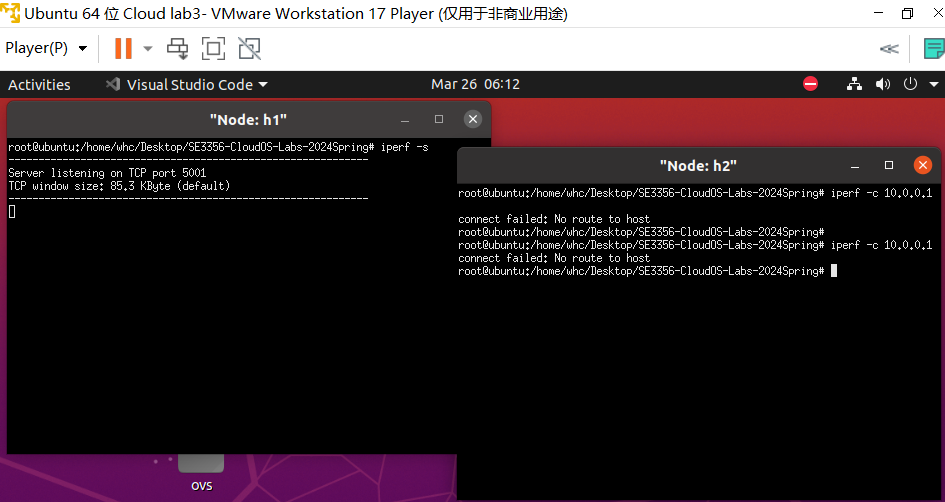 Ubuntu 64 位 Cloud lab3- VMware Workstation 17 Player (仅用于非商业用途)
Player(P)
Activities
Visual Studio Code
Mar 26 06:12
"Node: h1"
root@ubuntu:/home/whc/Desktop/SE3356-CloudOS-Labs-2024Spring# iperf -s
------------------------------------------------------------
Server listening on TCP port 5001
TCP window size: 85.3 KByte (default)
------------------------------------------------------------
"Node: h2"
root@ubuntu:/home/whc/Desktop/SE3356-CloudOS-Labs-2024Spring# iperf -c 10.0.0.1
connect failed: No route to host
root@ubuntu:/home/whc/Desktop/SE3356-CloudOS-Labs-2024Spring#
root@ubuntu:/home/whc/Desktop/SE3356-CloudOS-Labs-2024Spring# iperf -c 10.0.0.1
connect failed: No route to host
root@ubuntu:/home/whc/Desktop/SE3356-CloudOS-Labs-2024Spring#
ovs